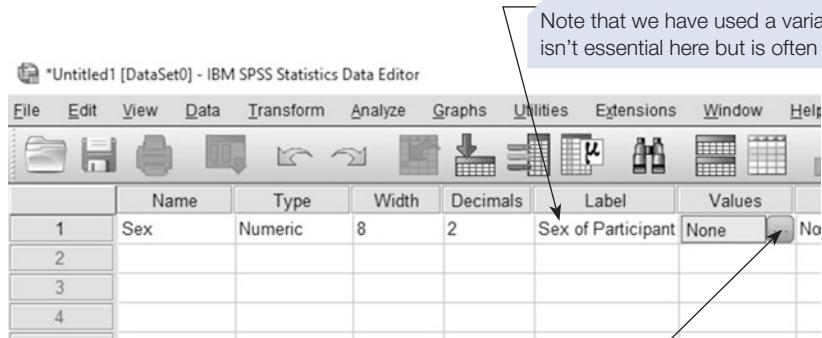 Note that we have used a varia
isn't essential here but is often
*Untitled1 [DataSet0] - IBM SPSS Statistics Data Editor
File Edit View Data Transform Analyze Graphs Utilities Extensions Window Help
Name Type Width Decimals Label Values
1 Sex Numeric 8 2 Sex of Participant None ... No
2
3
4